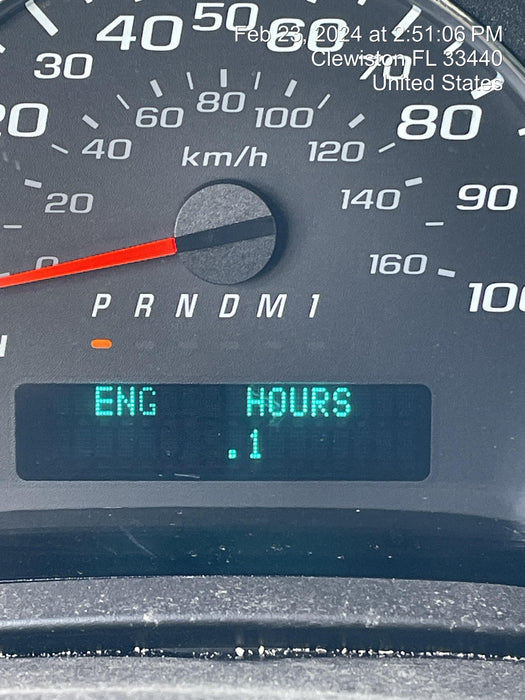 Feb 23, 2024 at 2:51:06 PM
Clewiston FL 33440
United States
20 30 40 50 60 70 80 90 100
0 20 40 60 80 100 120 140 160
km/h
P R N D M 1
ENG HOURS
.1